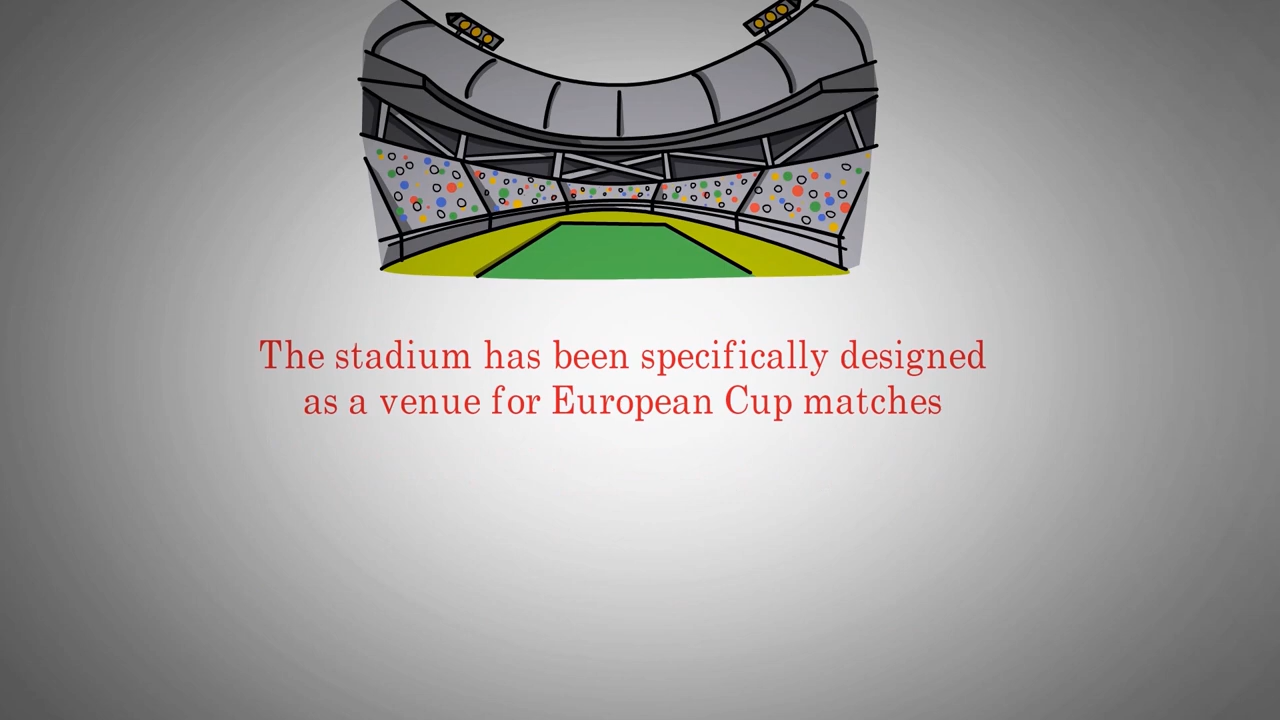 The stadium has been specifically designed
as a venue for European Cup matches